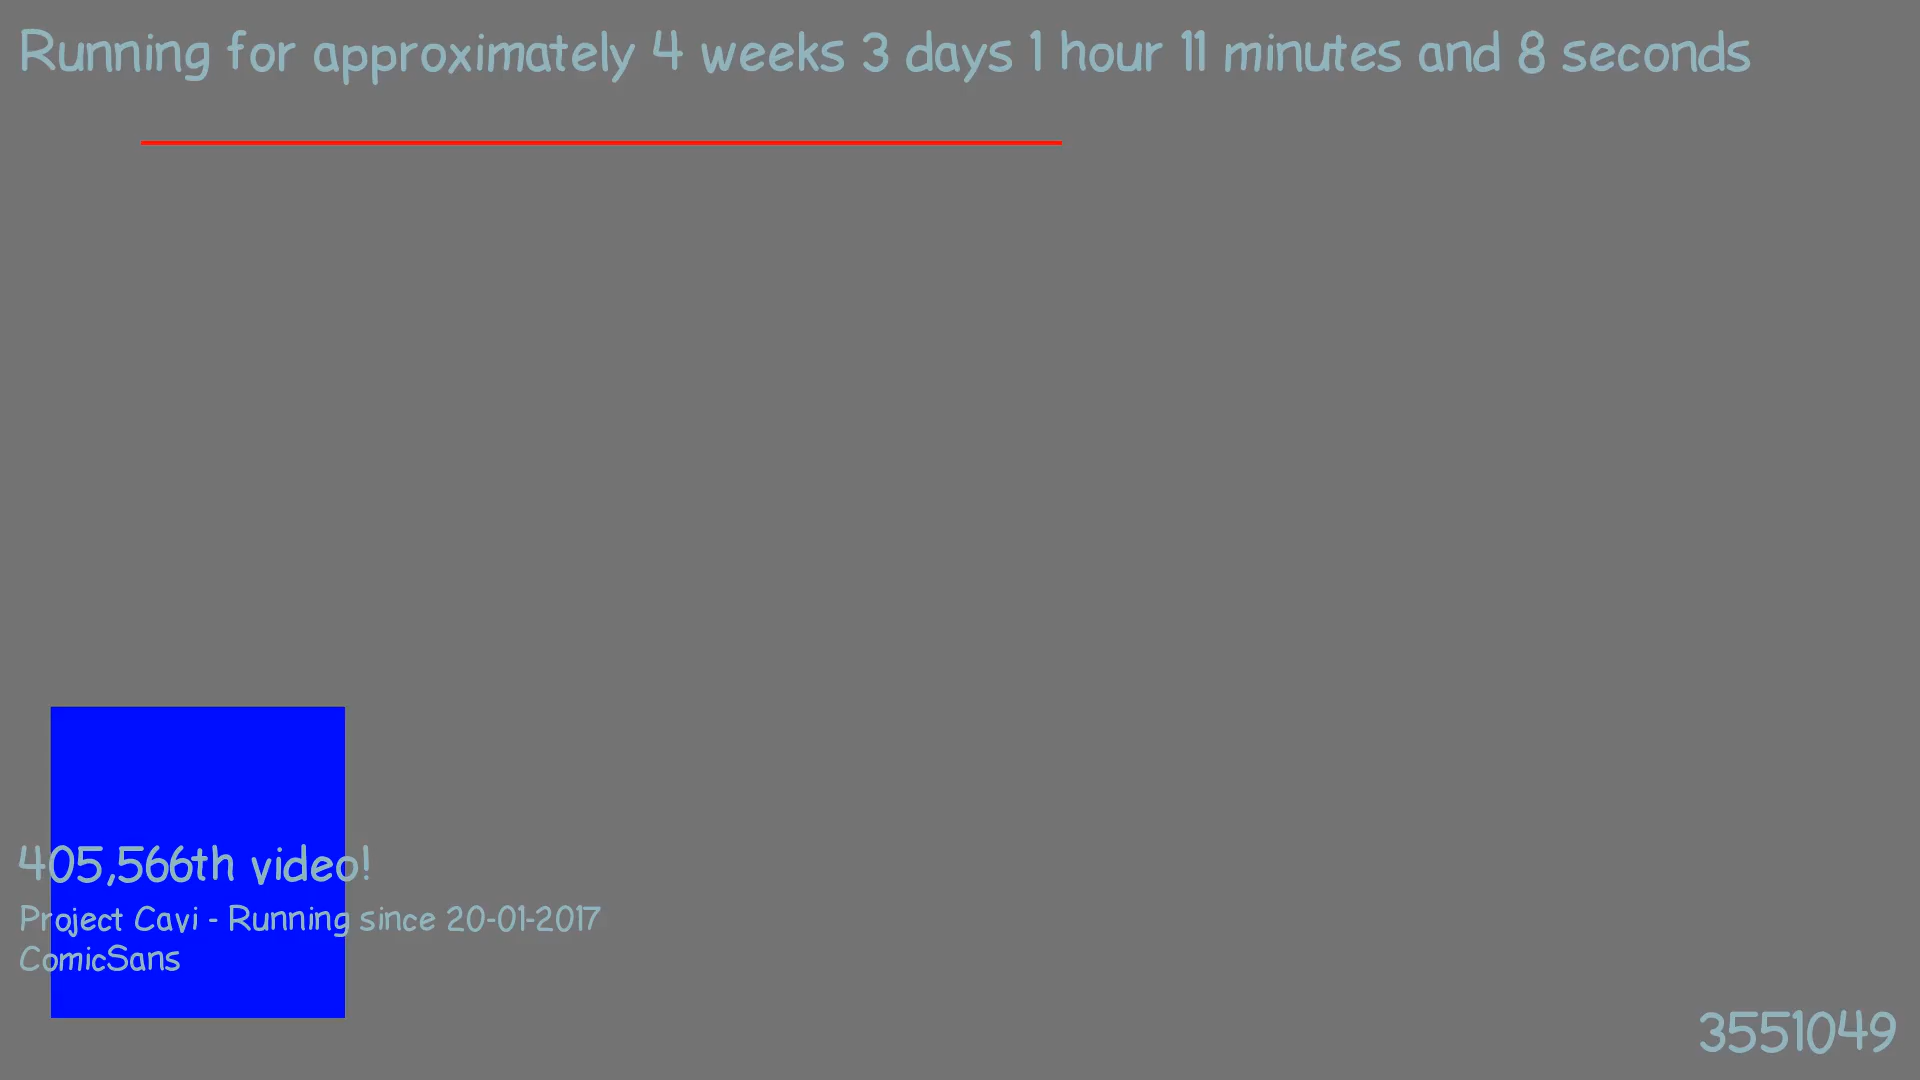 Running for approximately 4 weeks 3 days 1 hour 11 minutes and 8 seconds
405,566th video!
Project Cavi - Running since 20-01-2017
ComicSans
3551049